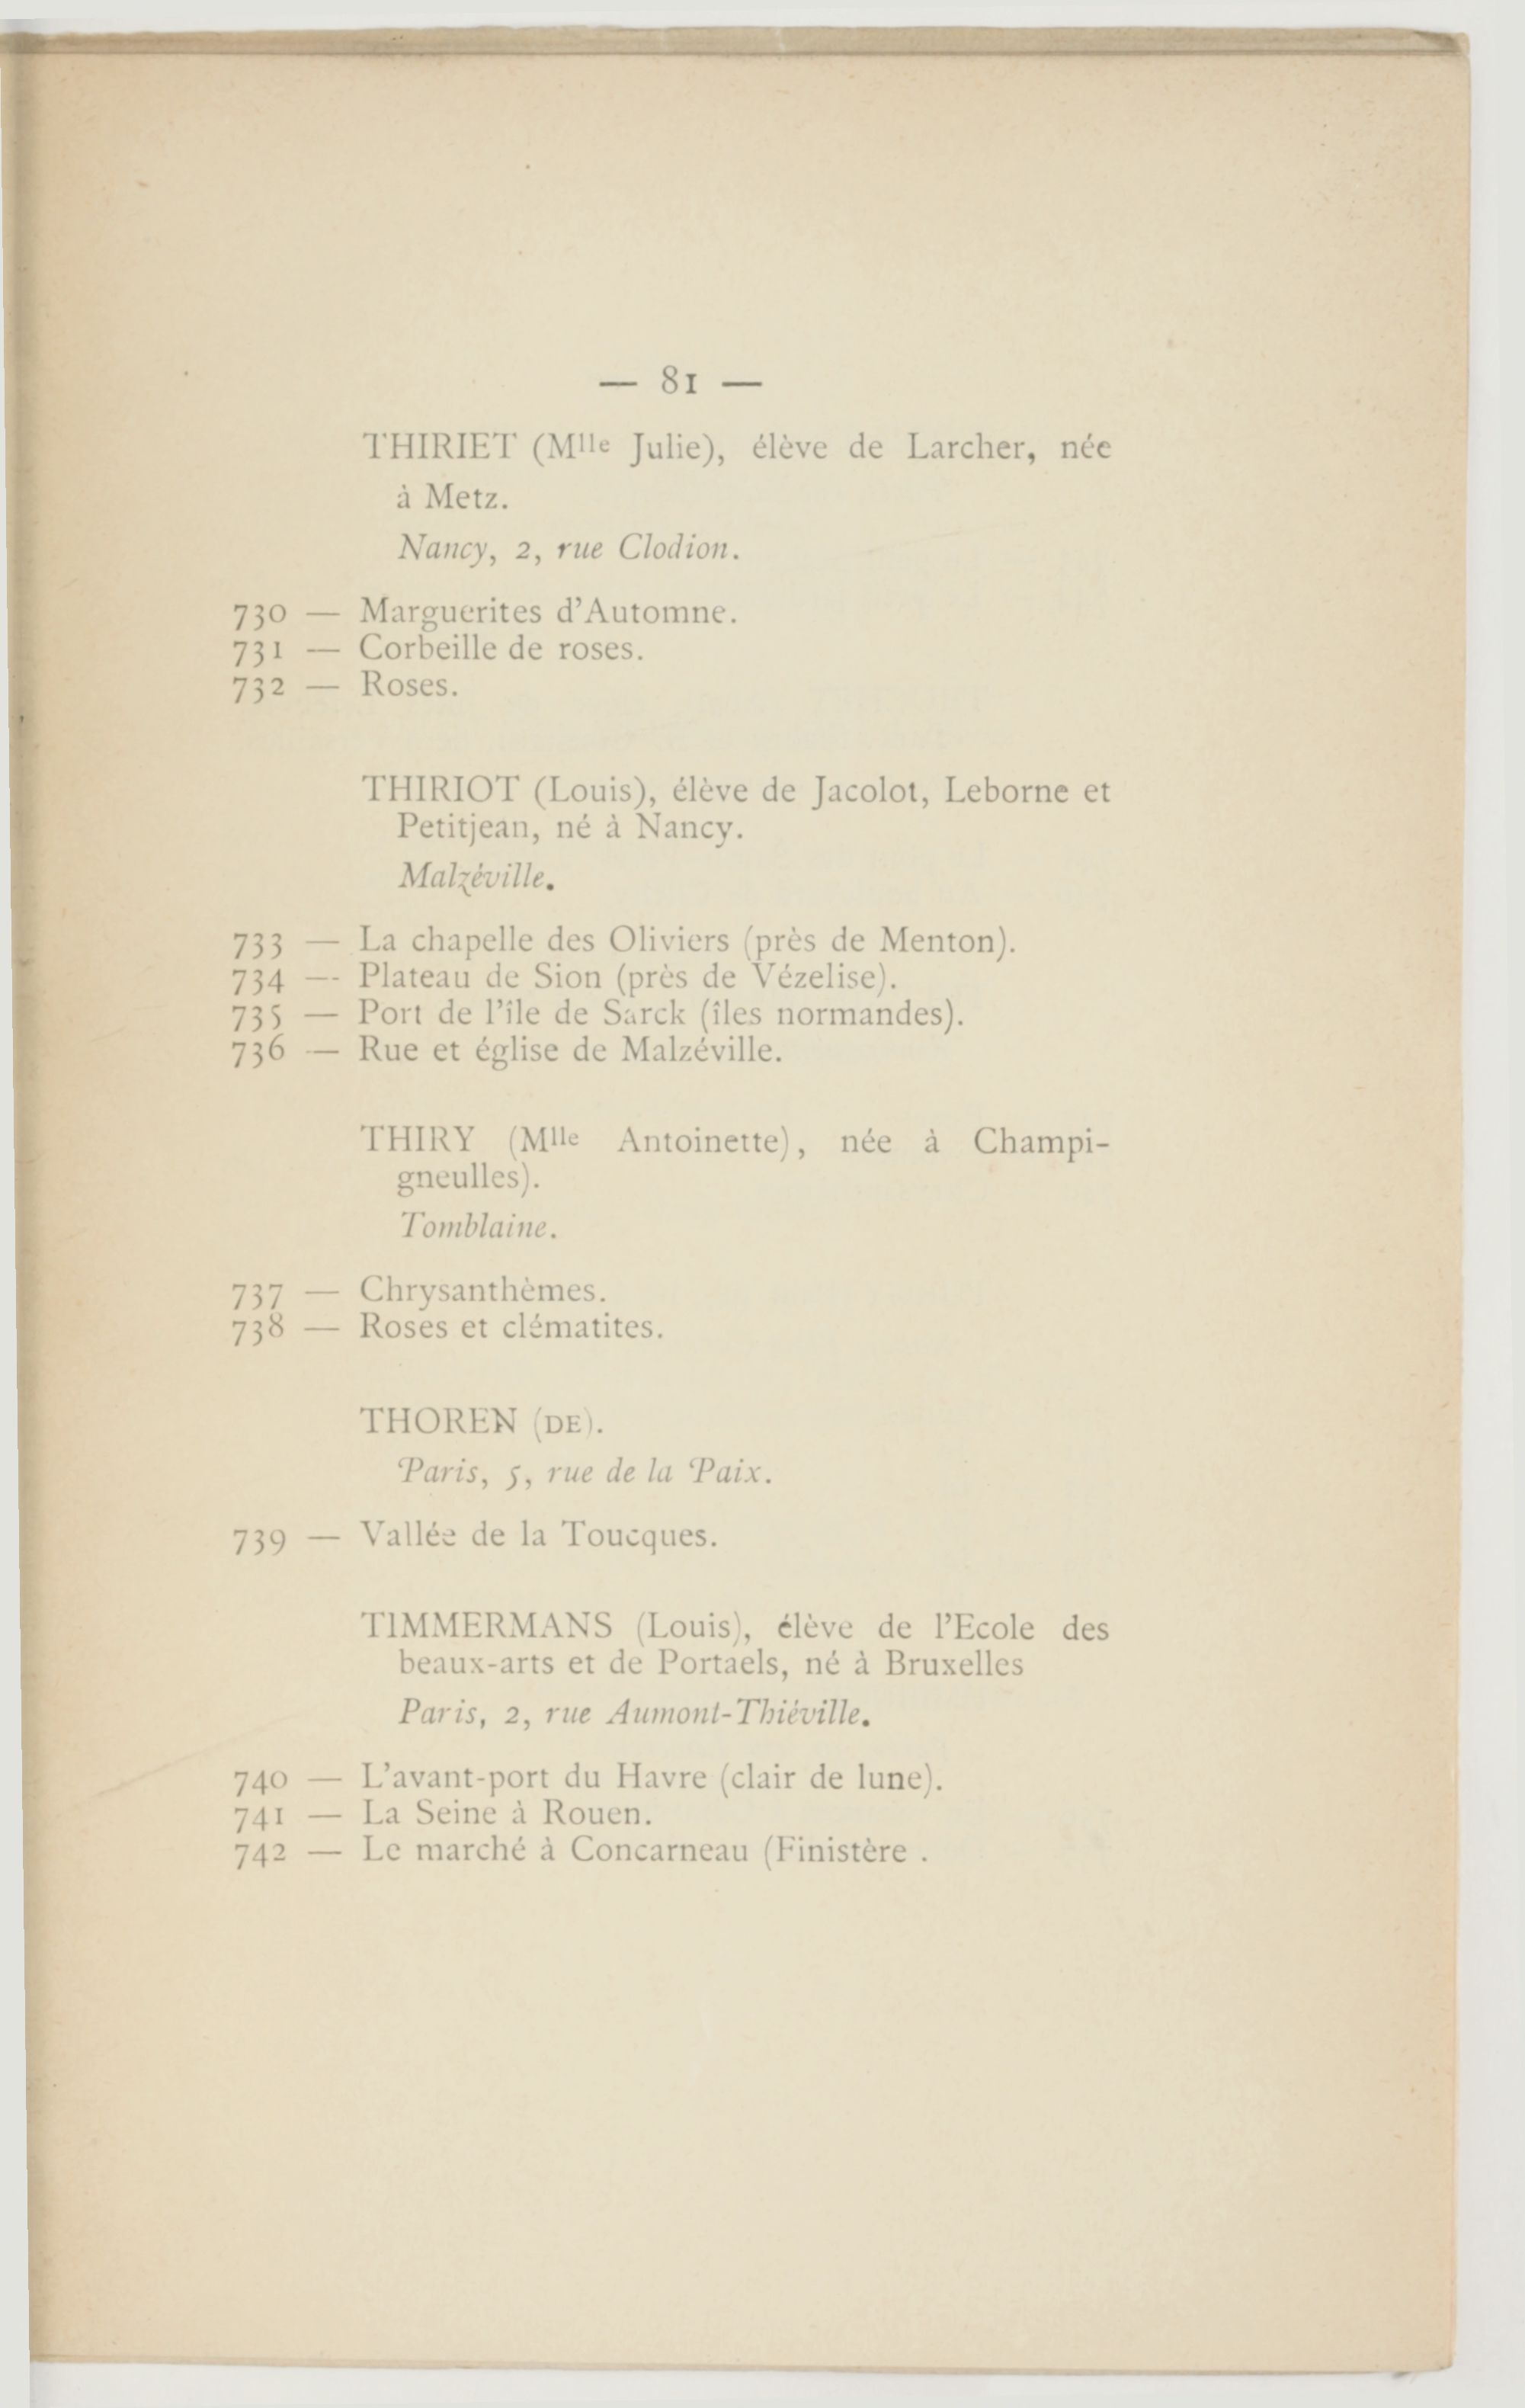 — 81 —
THIRIET (Mlle Julie), élève de Larcher, née
à Metz.
Nancy, 2, rue Clodion.
730 — Marguerites d'Automne.
731 — Corbeille de roses.
732 — Roses.
THIRIOT (Louis), élève de Jacolot, Leborne et
Petitjean, né à Nancy.
Malzéville.
733 — La chapelle des Oliviers (près de Menton).
734 — Plateau de Sion (près de Vézelise).
735 — Port de l'île de Sarck (îles normandes).
736 — Rue et église de Malzéville.
THIRY (Mlle Antoinette), née à Champi-
gneulles).
Tomblaine.
737 — Chrysanthèmes.
738 — Roses et clématites.
THOREN (DE).
Paris, 5, rue de la Paix.
739 — Vallée de la Toucques.
TIMMERMANS (Louis), élève de l'Ecole des
beaux-arts et de Portaels, né à Bruxelles
Paris, 2, rue Aumont-Thiéville.
740 — L'avant-port du Havre (clair de lune).
741 — La Seine à Rouen.
742 — Le marché à Concarneau (Finistère .